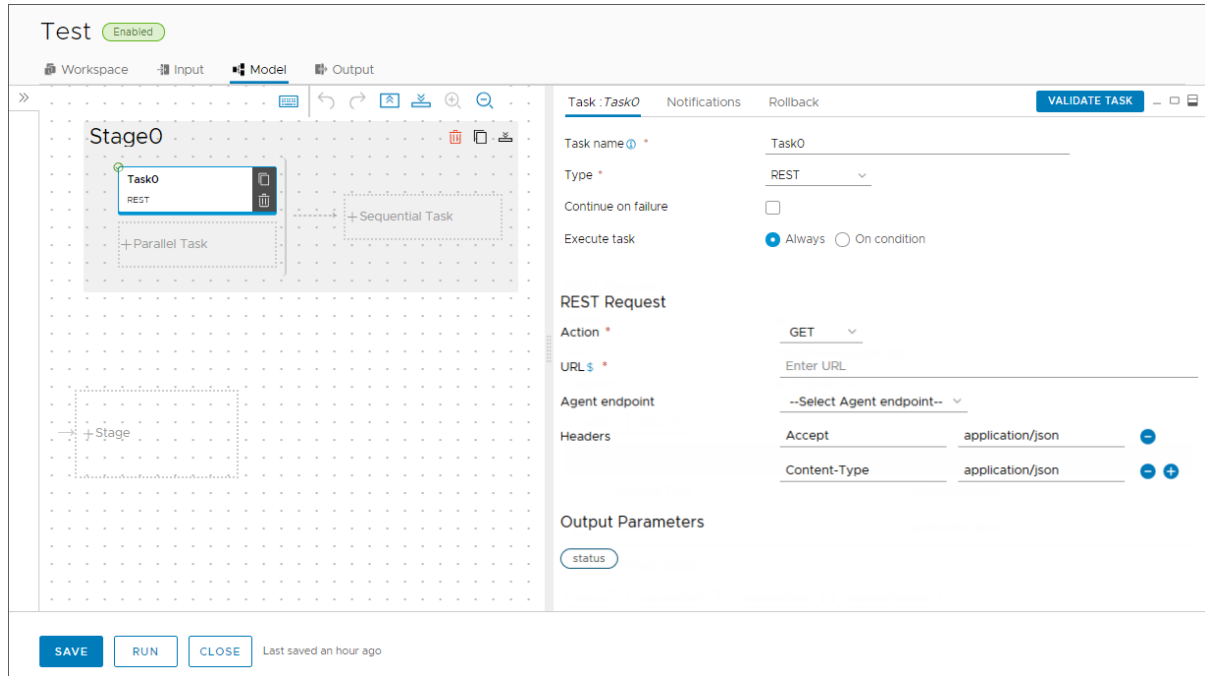 Test Enabled
Workspace Input Model Output
Task :Task0 Notifications Rollback VALIDATE TASK
Stage0
Task0
REST
+Parallel Task
+Sequential Task
+Stage
Task name *
Task0
Type *
REST
Continue on failure
Execute task
Always On condition
REST Request
Action *
GET
URL $ *
Enter URL
Agent endpoint
--Select Agent endpoint--
Headers
Accept application/json
Content-Type application/json
Output Parameters
status
SAVE RUN CLOSE Last saved an hour ago